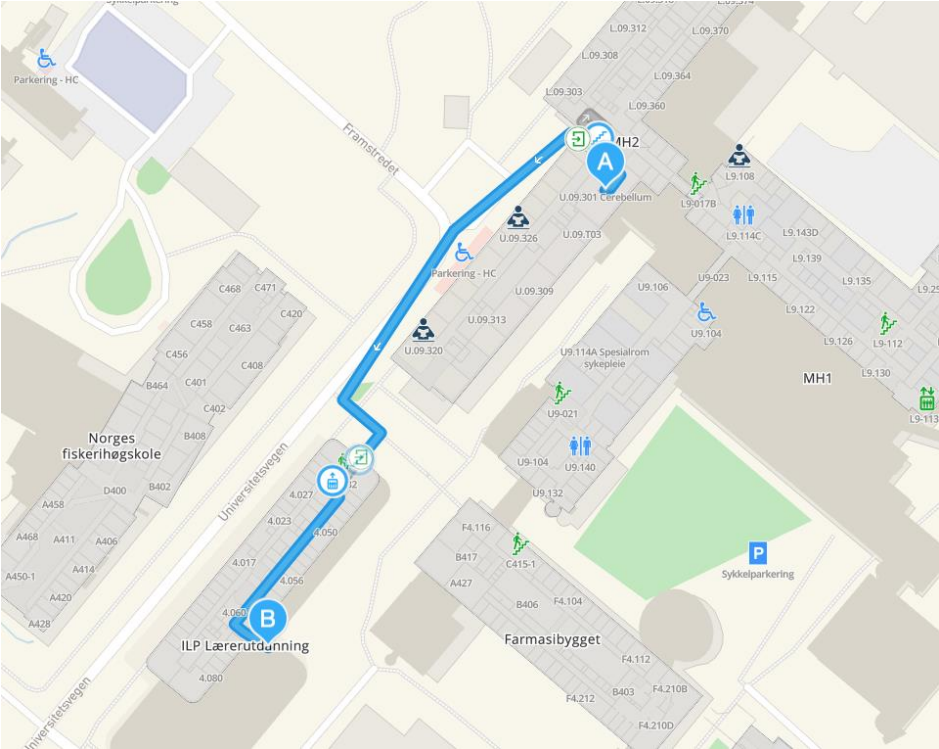 Sykkelparkering
L.09.312
L.09.370
L.09.308
Parkering - HC
L.09.364
L.09.303
L.09.360
Framstredet
MH2
A
L9.108
U.09.301 Cerebellum
L9-017B
U.09.326
U.09.T03
L9.114C
L9.143D
L9.139
Parkering - HC
U9-023
L9.115
L9.135
C468
C471
U9.106
U.09.309
L9.122
C420
C458
C463
U.09.313
U9.104
L9.126
L9-112
C456
U.09.320
U9.114A Spesialrom
sykepleie
C408
L9.130
B464
C401
MH1
C402
U9-021
L9-113
Norges
fiskerihøgskole
B408
U9-104
U9.140
D400
B402
Universitetsvegen
4.027
U9.132
A458
4.023
4.050
F4.116
A468
A411
A406
C415-1
P
4.017
B417
Sykkelparkering
A414
A450-1
4.056
A427
A420
B406
F4.104
4.060
B
A428
ILP Lærerutdanning
Farmasibygget
F4.112
4.080
F4.212
B403
F4.210B
Universitetsvegen
F4.210D